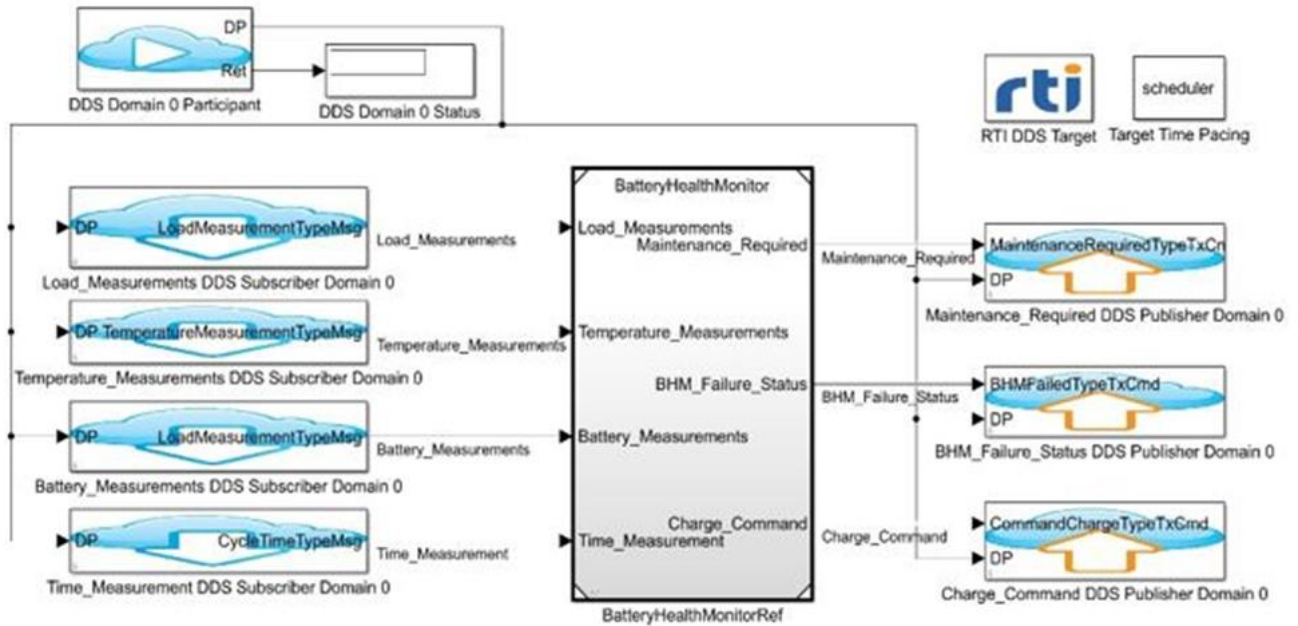 DP
Ret
DDS Domain 0 Participant
DDS Domain 0 Status
rti
RTI DDS Target
scheduler
Target Time Pacing
DP LoadMeasurementTypeMsg
Load_Measurements
Load_Measurements DDS Subscriber Domain 0
DP TemperatureMeasurementTypeMsg
Temperature_Measurements
Temperature_Measurements DDS Subscriber Domain 0
DP LoadMeasurementTypeMsg
Battery_Measurements
Battery_Measurements DDS Subscriber Domain 0
DP CycleTimeTypeMsg
Time_Measurement
Time_Measurement DDS Subscriber Domain 0
BatteryHealthMonitor
Load_Measurements
Maintenance_Required
Temperature_Measurements
BHM_Failure_Status
Battery_Measurements
Charge_Command
Time_Measurement
BatteryHealthMonitorRef
Maintenance_Required
MaintenanceRequiredTypeTxCn
DP
Maintenance_Required DDS Publisher Domain 0
BHM_Failure_Status
BHMFailedTypeTxCmd
DP
BHM_Failure_Status DDS Publisher Domain 0
Charge_Command
CommandChargeTypeTxCmd
DP
Charge_Command DDS Publisher Domain 0